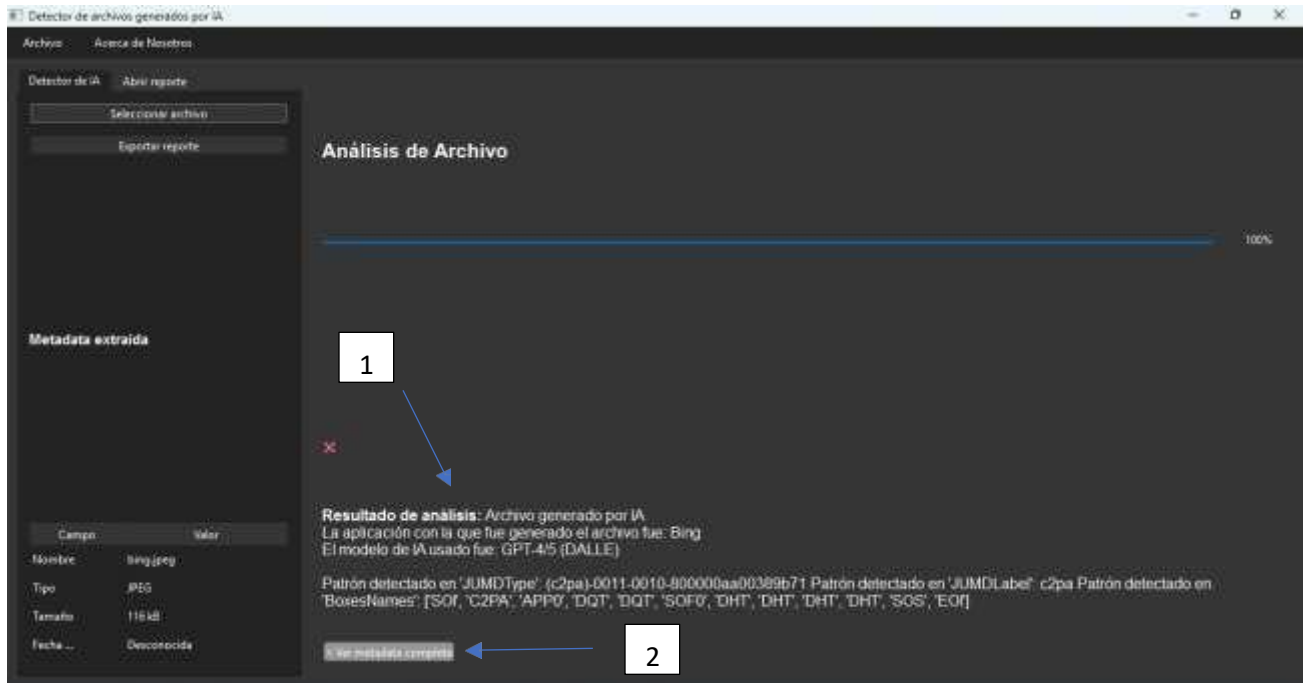 Detector de archivos generados por IA
Archivo Acerca de Nosotros
Detector de IA Abrir reporte
Seleccionar archivo
Exportar reporte
Análisis de Archivo
100%
Metadata extraida
1
Resultado de análisis: Archivo generado por IA
La aplicación con la que fue generado el archivo fue: Bing
El modelo de IA usado fue: GPT-4/5 (DALLE)
Campo Valor
Nombre bing.jpeg
Patrón detectado en 'JUMDType': (c2pa)-0011-0010-800000aa00389b71 Patrón detectado en 'JUMDLabel': c2pa Patrón detectado en
'BoxesNames': ['SOI', 'C2PA', 'APP0', 'DQT', 'DQT', 'SOF0', 'DHT', 'DHT', 'DHT', 'DHT', 'SOS', 'EOI']
Tipo JPEG
Tamaño 116 kB
Fecha ... Desconocida
Ver metadata completa
2